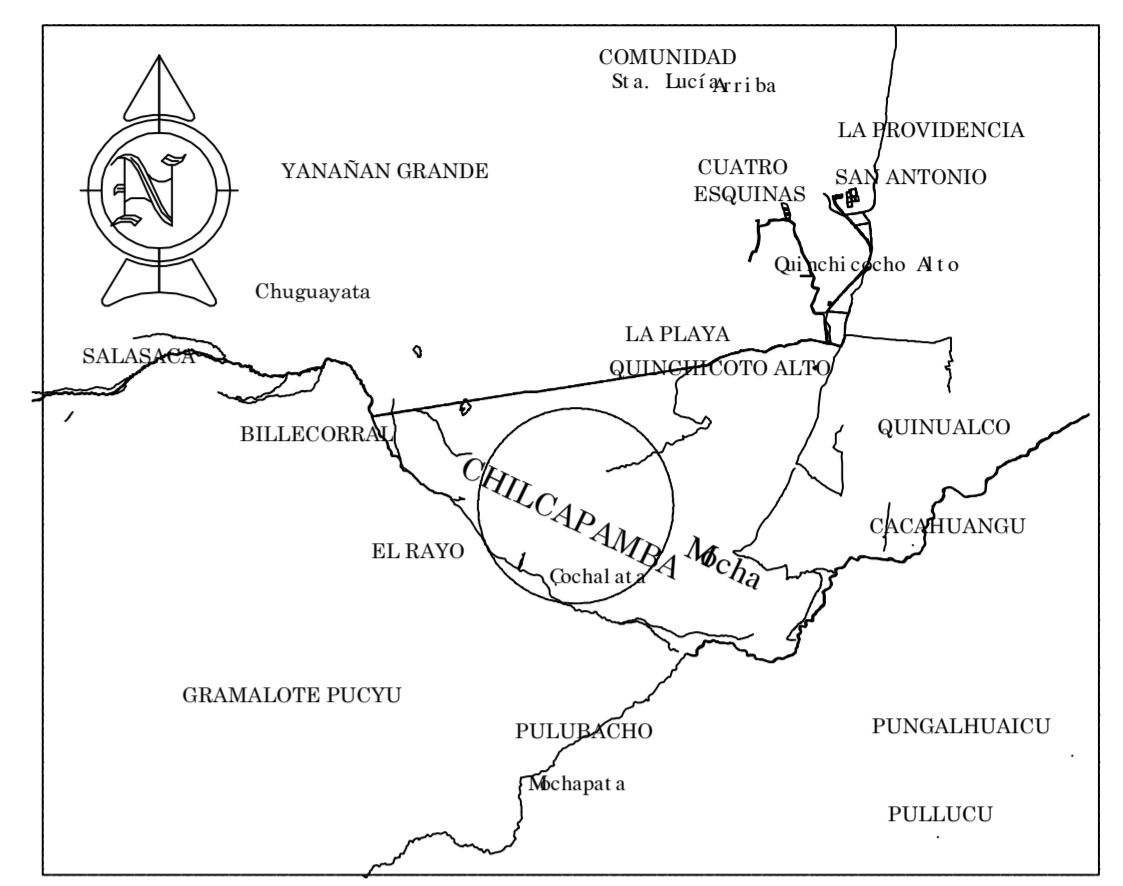 COMUNIDAD
Sta. Lucía Arriba
LA PROVIDENCIA
N
YANAÑAN GRANDE
CUATRO
ESQUINAS
SAN ANTONIO
Quinchicocho Alto
Chuguayata
LA PLAYA
SALASACA
QUINCHICOTO ALTO
BILLECORRAL
QUINUALCO
CHILCAPAMBA
Mocha
CACAHUANGU
EL RAYO
Cochalata
GRAMALOTE PUCYU
PULUBACHO
PUNGALHUAICU
Mochapata
PULLUCU